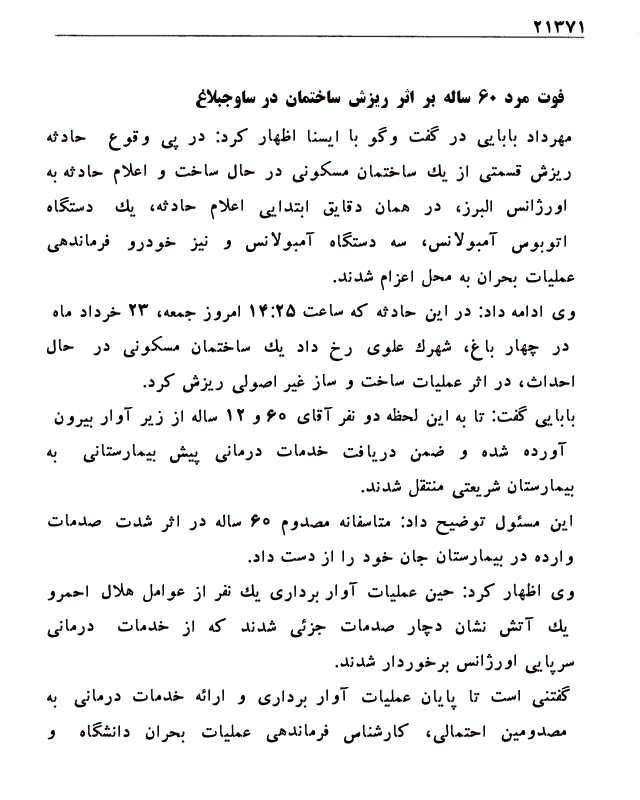 ۲۱۳۷۱
فوت مرد ۶۰ ساله بر اثر ریزش ساختمان در ساوجبلاغ
مهرداد بابایی در گفت وگو با ایسنا اظهار کرد: در پی وقوع حادثه
ریزش قسمتی از یك ساختمان مسکونی در حال ساخت و اعلام حادثه به
اورژانس البرز، در همان دقایق ابتدایی اعلام حادثه، یك دستگاه
اتوبوس آمبولانس، سه دستگاه آمبولانس و نیز خودرو فرماندهی
عملیات بحران به محل اعزام شدند.
وی ادامه داد: در این حادثه که ساعت ۱۴:۲۵ امروز جمعه، ۲۳ خرداد ماه
در چهار باغ، شهرك علوی رخ داد یك ساختمان مسکونی در حال
احداث، در اثر عملیات ساخت و ساز غیر اصولی ریزش کرد.
بابایی گفت: تا به این لحظه دو نفر آقای ۶۰ و ۱۲ ساله از زیر آوار بیرون
آورده شده و ضمن دریافت خدمات درمانی پیش بیمارستانی به
بیمارستان شریعتی منتقل شدند.
این مسئول توضیح داد: متاسفانه مصدوم ۶۰ ساله در اثر شدت صدمات
وارده در بیمارستان جان خود را از دست داد.
وی اظهار کرد: حین عملیات آوار برداری یك نفر از عوامل هلال احمرو
یك آتش نشان دچار صدمات جزئی شدند که از خدمات درمانی
سرپایی اورژانس برخوردار شدند.
گفتنی است تا پایان عملیات آوار برداری و ارائه خدمات درمانی به
مصدومین احتمالی، کارشناس فرماندهی عملیات بحران دانشگاه و